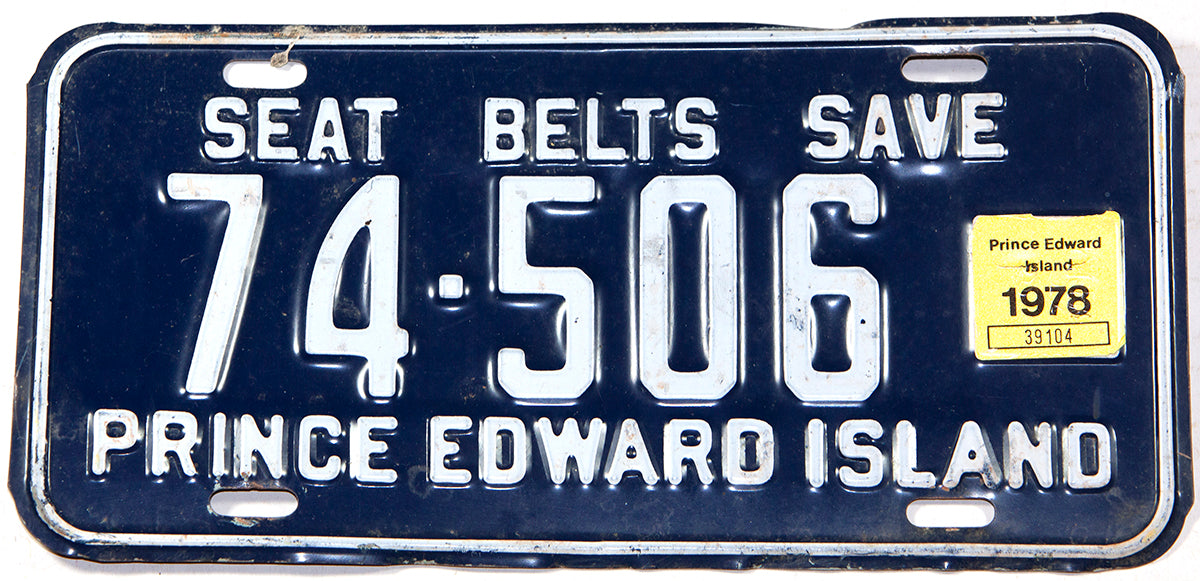 SEAT BELTS SAVE
74·506
Prince Edward
Island
1978
39104
PRINCE EDWARD ISLAND